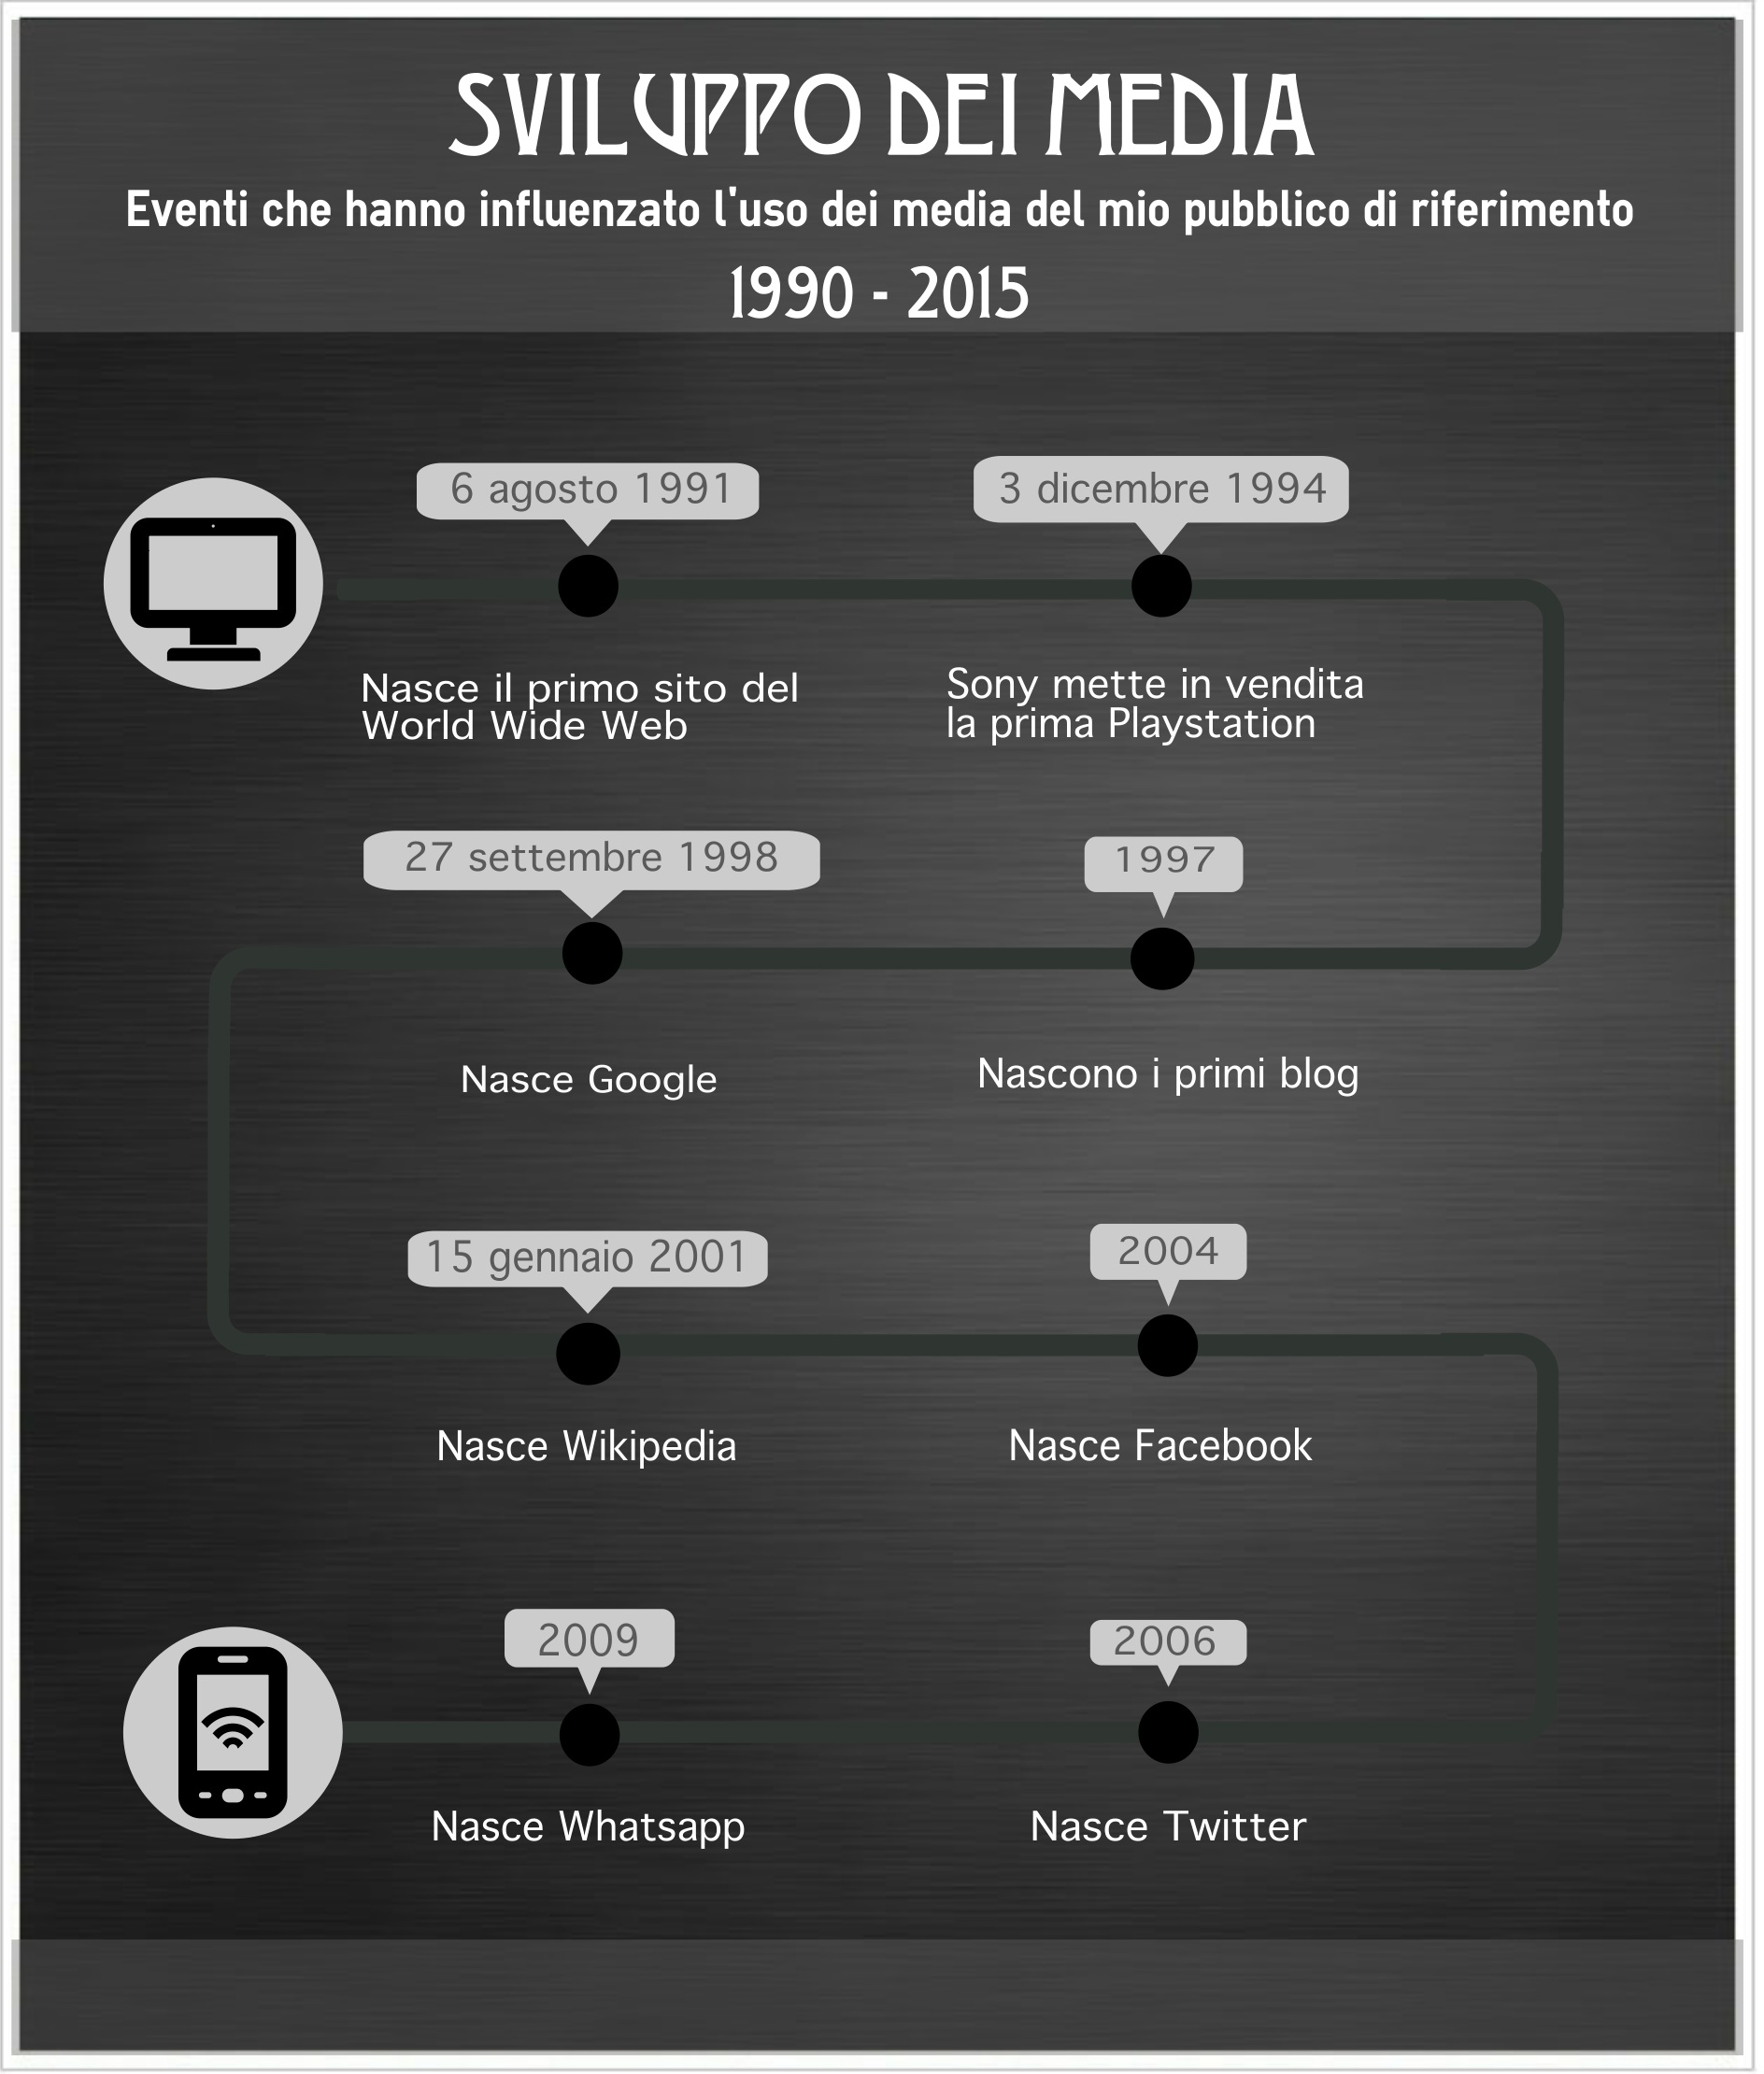 SVILUPPO DEI MEDIA
Eventi che hanno influenzato l'uso dei media del mio pubblico di riferimento
1990 - 2015
6 agosto 1991
Nasce il primo sito del
World Wide Web
3 dicembre 1994
Sony mette in vendita
la prima Playstation
1997
Nascono i primi blog
27 settembre 1998
Nasce Google
15 gennaio 2001
Nasce Wikipedia
2004
Nasce Facebook
2006
Nasce Twitter
2009
Nasce Whatsapp